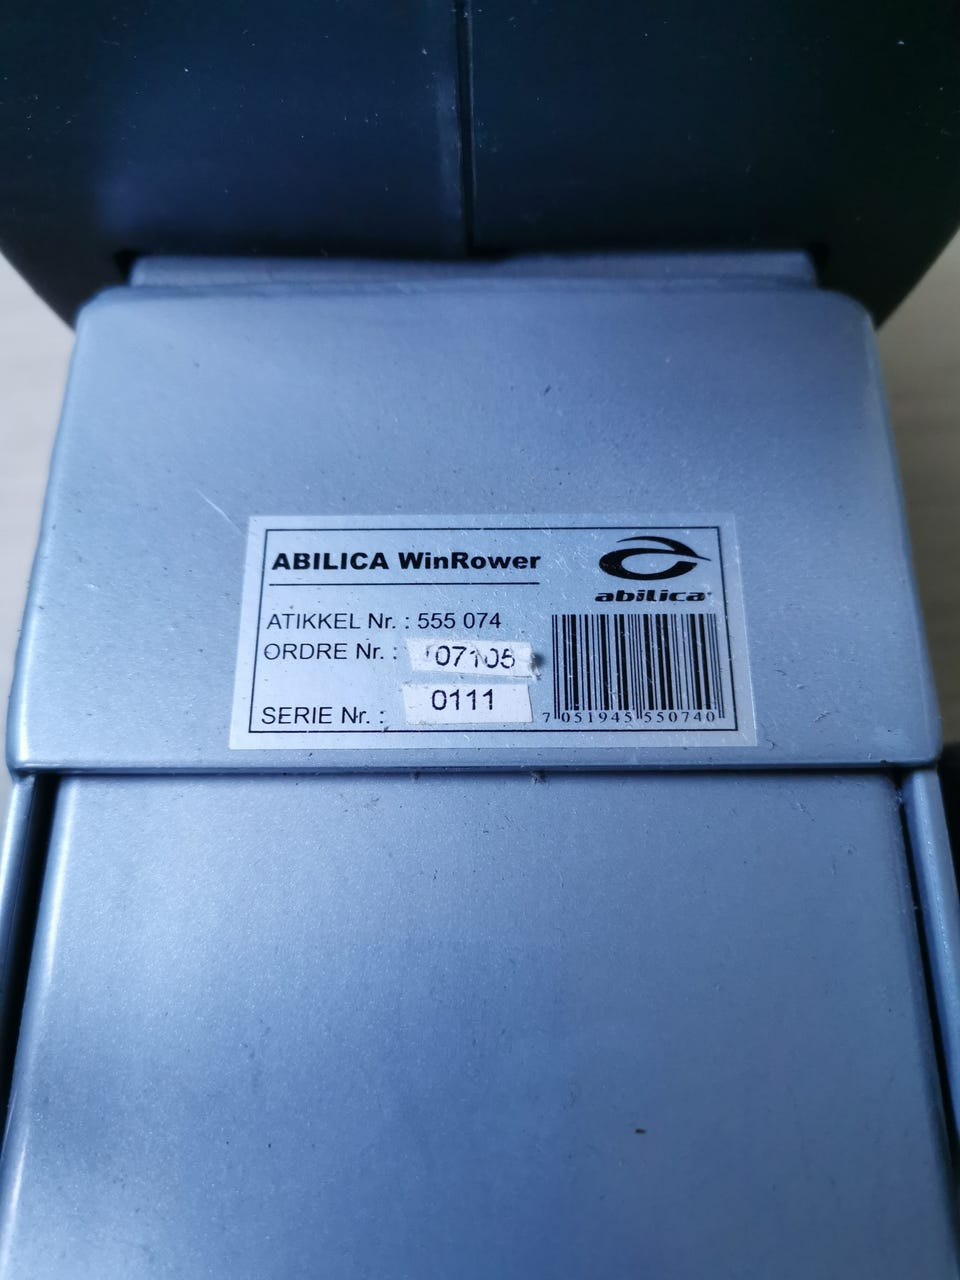 ABILICA WinRower
abilica
ATIKKEL Nr. : 555 074
ORDRE Nr. : 07105
SERIE Nr. : 0111
7 051945 550740